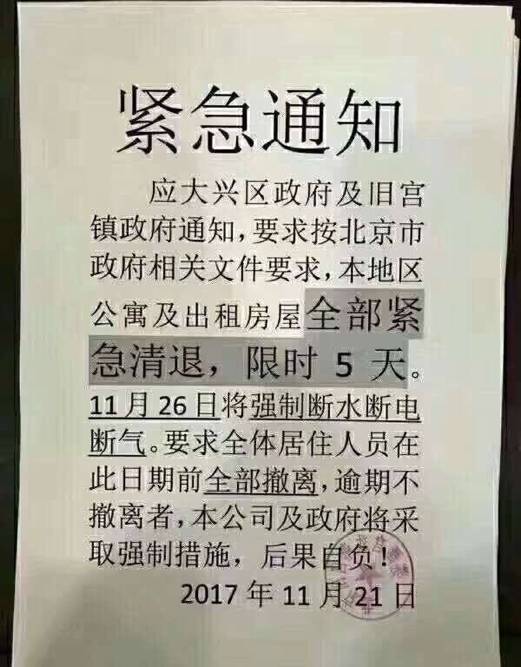 紧急通知
应大兴区政府及旧宫
镇政府通知,要求按北京市
政府相关文件要求,本地区
公寓及出租房屋全部紧
急清退，限时 5 天。
11月26日将强制断水断电
断气。要求全体居住人员在
此日期前全部撤离,逾期不
撤离者,本公司及政府将采
取强制措施，后果自负！
2017 年 11 月 21 日